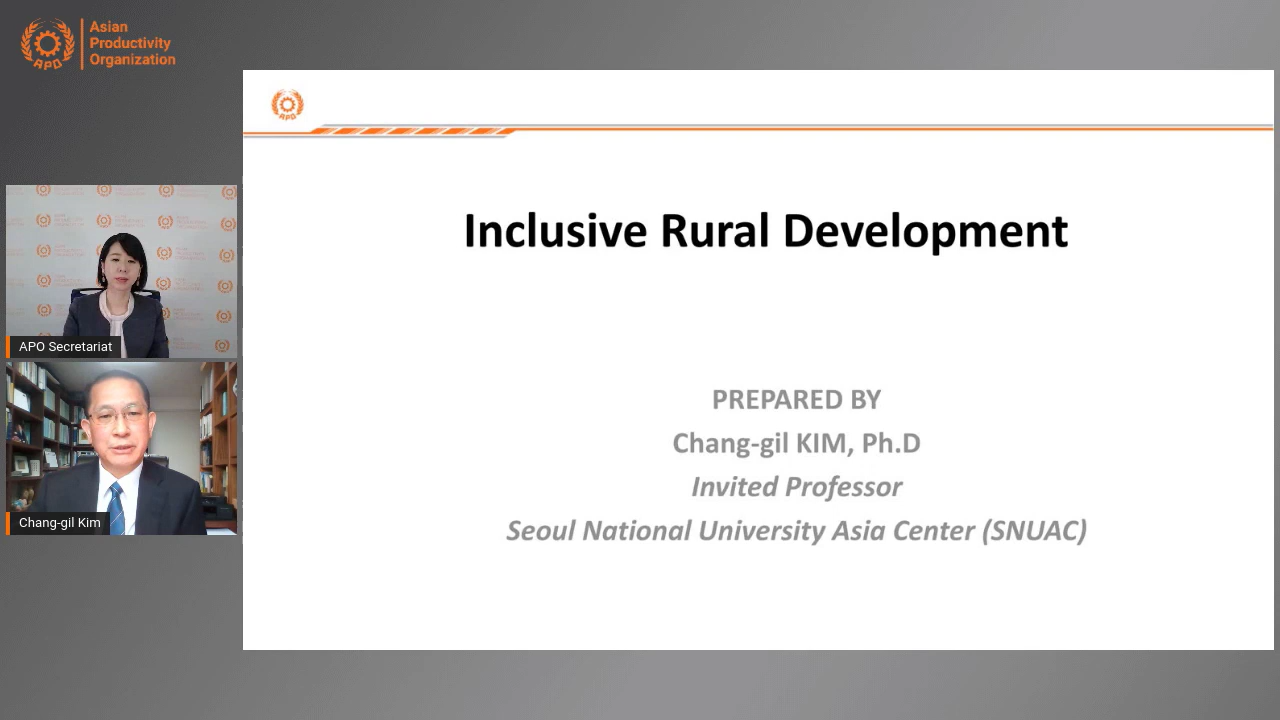 Asian
Productivity
Organization
APO
APO
Inclusive Rural Development
PREPARED BY
Chang-gil KIM, Ph.D
Invited Professor
Seoul National University Asia Center (SNUAC)
APO Secretariat
Chang-gil Kim